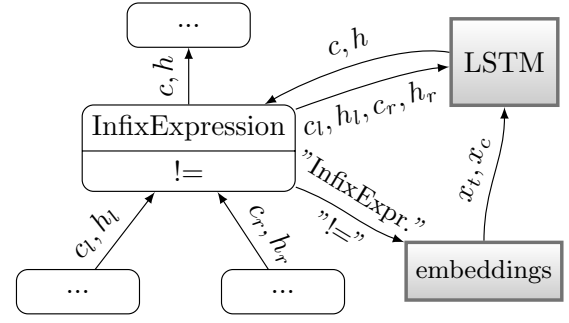 ...
c, h
c, h
LSTM
InfixExpression
!=
c_l, h_l, c_r, h_r
"InfixExpr."
"!="
x_t, x_c
c_l, h_l
c_r, h_r
embeddings
...
...